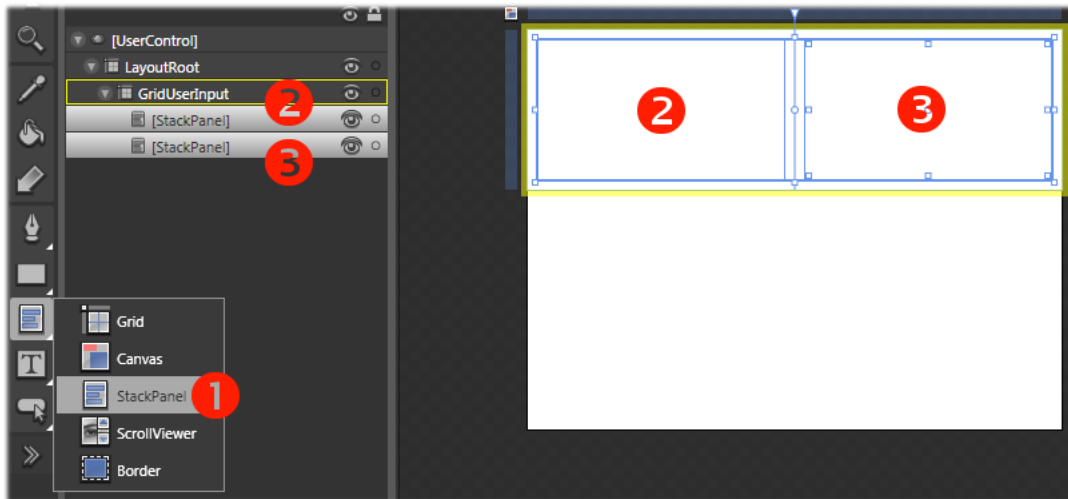 [UserControl]
LayoutRoot
GridUserInput
2
[StackPanel]
[StackPanel]
3
2
3
Grid
Canvas
StackPanel
1
ScrollViewer
Border
T